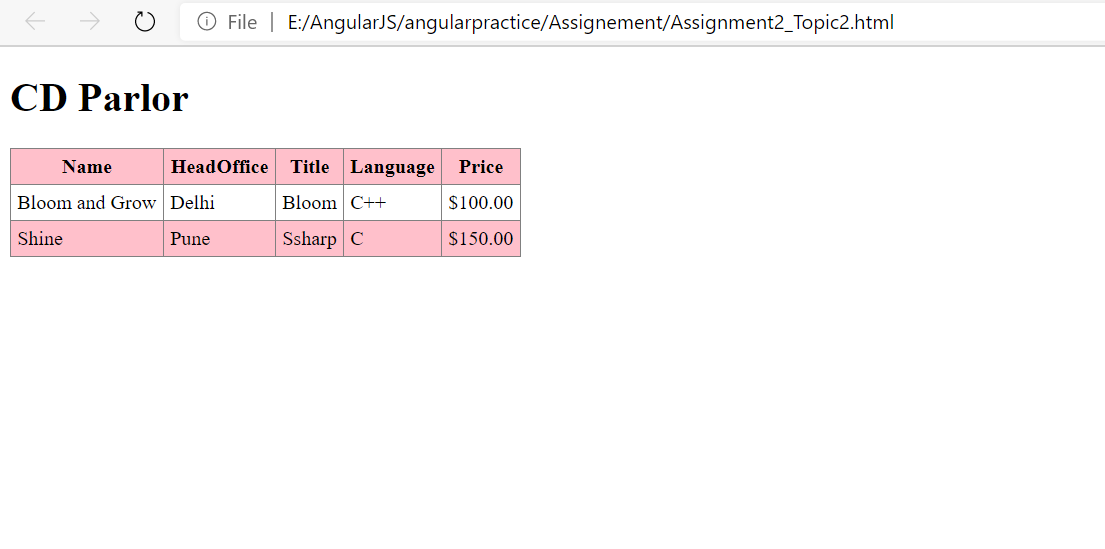 File | E:/AngularJS/angularpractice/Assignement/Assignment2_Topic2.html
CD Parlor
Name HeadOffice Title Language Price
Bloom and Grow Delhi Bloom C++ $100.00
Shine Pune Ssharp C $150.00